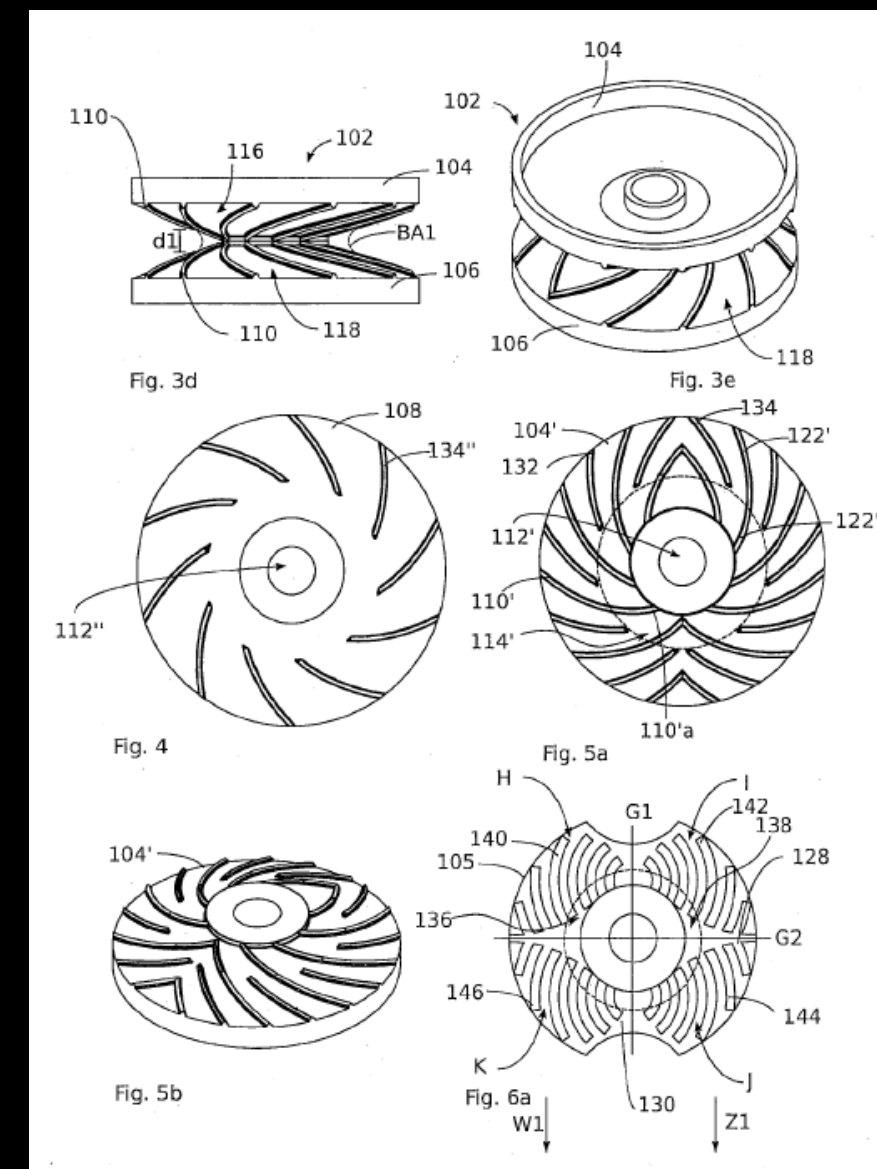 104
102
110
116
102
104
d1
BA1
106
110
118
106
118
Fig. 3d
Fig. 3e
108
134
104'
134''
122'
132
112'
122'
110'
112''
114'
110'a
Fig. 4
Fig. 5a
H
I
G1
142
140
138
104'
105
128
136
G2
146
144
K
J
Fig. 5b
130
Fig. 6a
W1
Z1